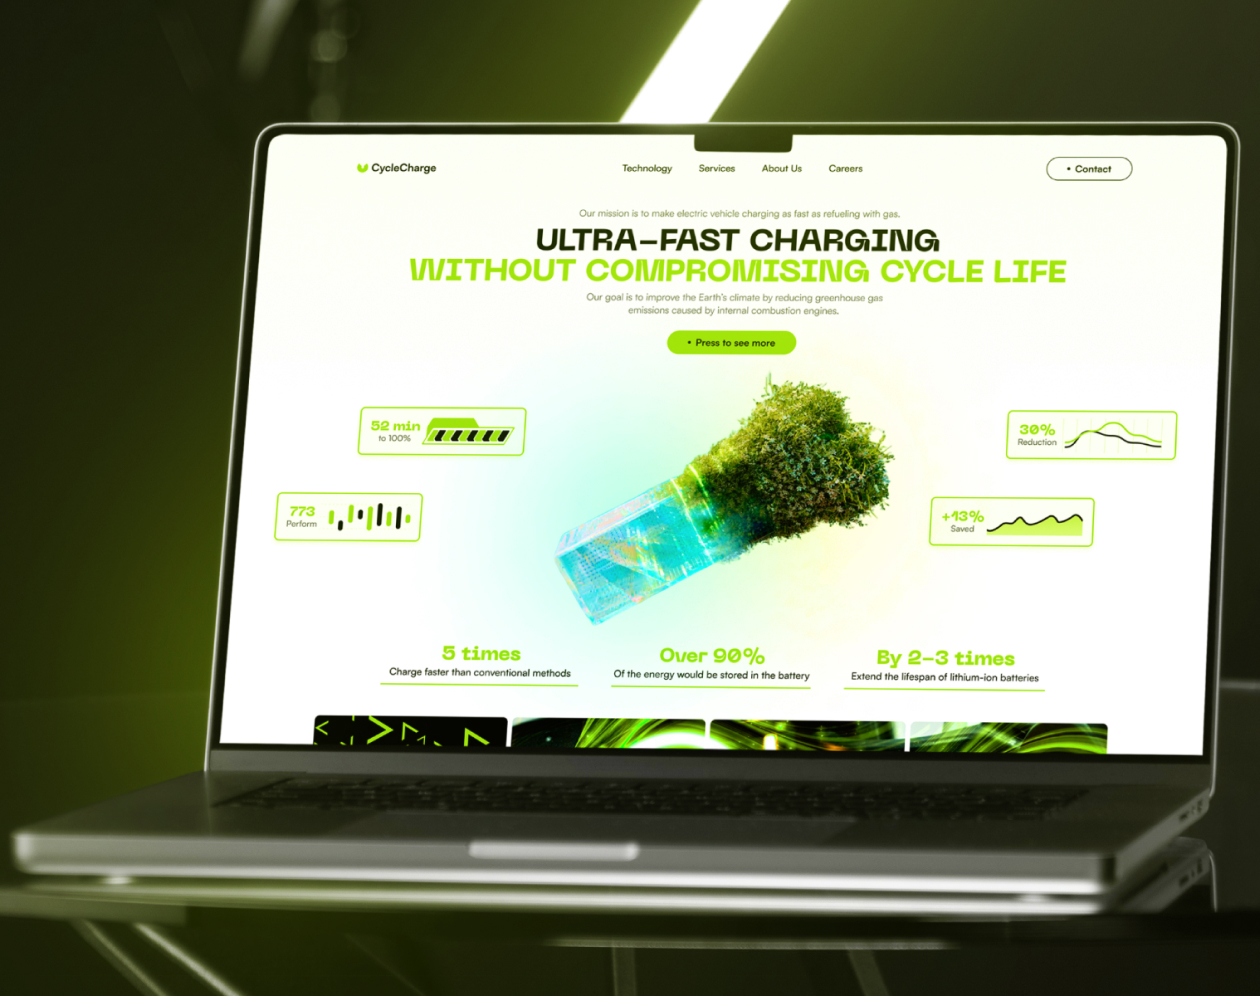 CycleCharge
Technology
Services
About Us
Careers
• Contact
Our mission is to make electric vehicle charging as fast as refueling with gas.
ULTRA–FAST CHARGING
WITHOUT COMPROMISING CYCLE LIFE
Our goal is to improve the Earth's climate by reducing greenhouse gas
emissions caused by internal combustion engines.
• Press to see more
52 min
to 100%
30%
Reduction
773
Perform
+13%
Saved
5 times
Charge faster than conventional methods
Over 90%
Of the energy would be stored in the battery
By 2–3 times
Extend the lifespan of lithium-ion batteries